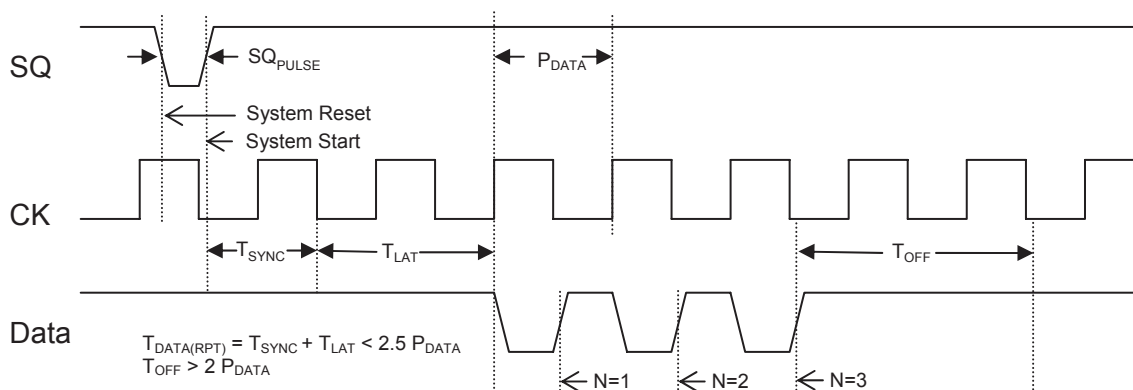 SQ
SQPULSE
PDATA
System Reset
System Start
CK
TSYNC
TLAT
TOFF
Data
TDATA(RPT) = TSYNC + TLAT < 2.5 PDATA
TOFF > 2 PDATA
N=1
N=2
N=3